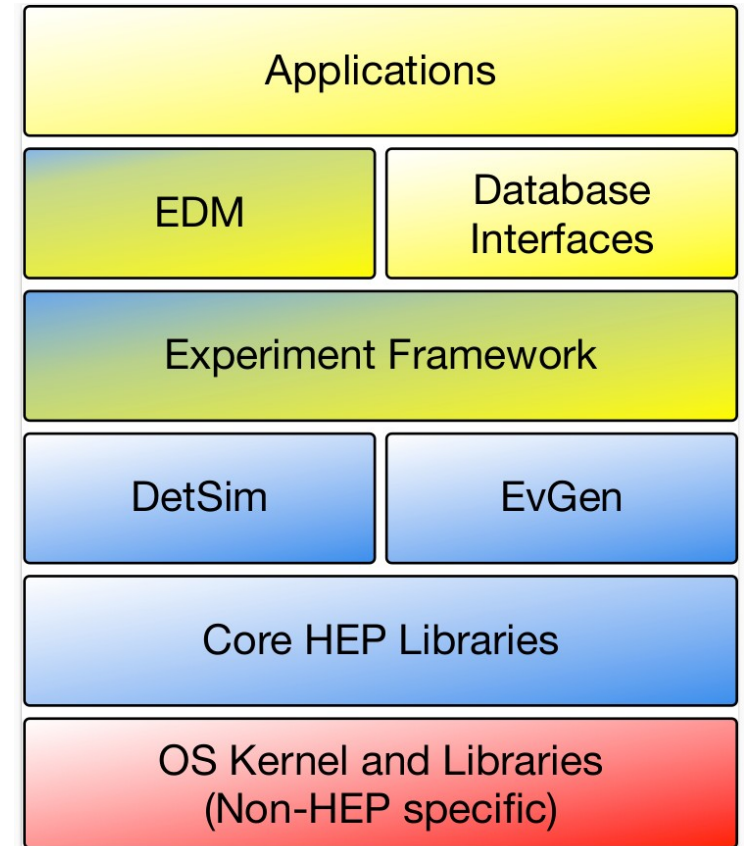 Applications
EDM
Database
Interfaces
Experiment Framework
DetSim
EvGen
Core HEP Libraries
OS Kernel and Libraries
(Non-HEP specific)